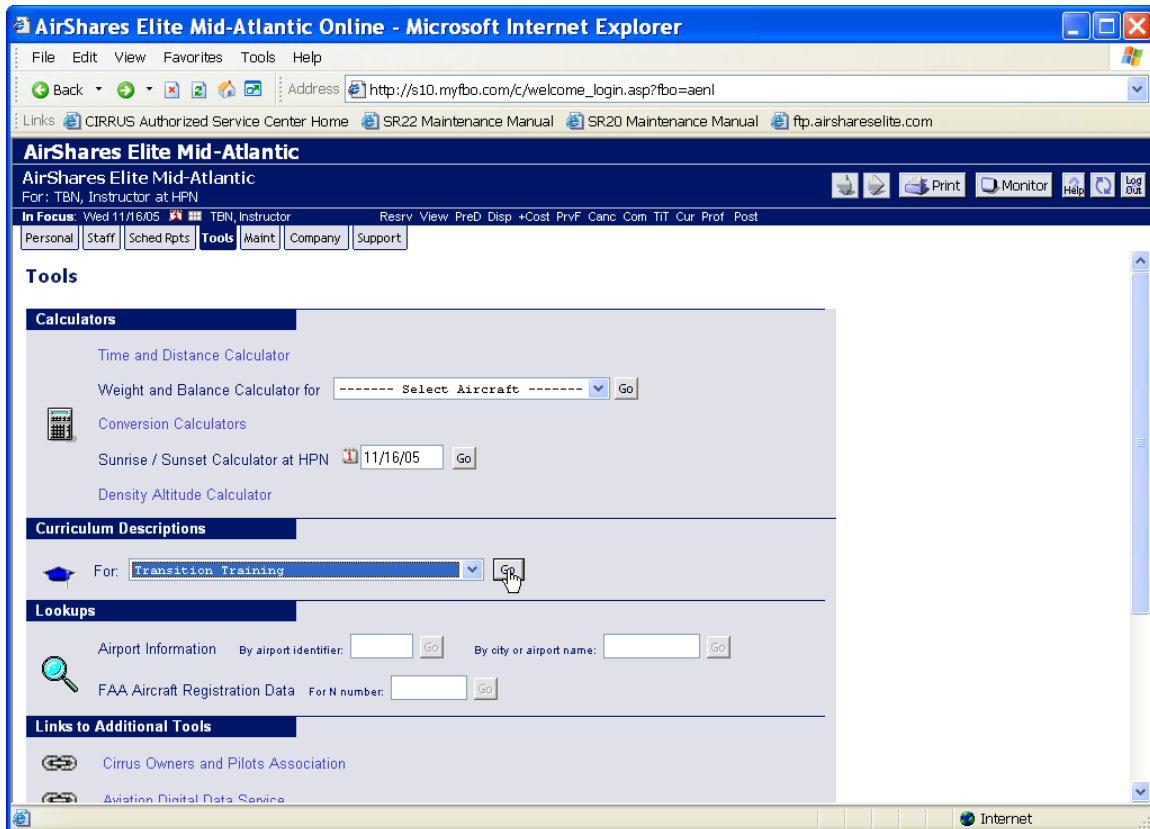 AirShares Elite Mid-Atlantic Online - Microsoft Internet Explorer
File Edit View Favorites Tools Help
Back Address http://s10.myfbo.com/c/welcome_login.asp?fbo=aenl
Links CIRRUS Authorized Service Center Home SR22 Maintenance Manual SR20 Maintenance Manual ftp.airshareselite.com
AirShares Elite Mid-Atlantic
AirShares Elite Mid-Atlantic
For: TBN, Instructor at HPN
Print Monitor Help Log Out
In Focus: Wed 11/16/05 TBN, Instructor Resrv View PreD Disp +Cost PrvF Canc Com TiT Cur Prof Post
Personal Staff Sched Rpts Tools Maint Company Support
Tools
Calculators
Time and Distance Calculator
Weight and Balance Calculator for ------- Select Aircraft ------- Go
Conversion Calculators
Sunrise / Sunset Calculator at HPN 11/16/05 Go
Density Altitude Calculator
Curriculum Descriptions
For: Transition Training Go
Lookups
Airport Information By airport identifier: Go By city or airport name: Go
FAA Aircraft Registration Data For N number: Go
Links to Additional Tools
Cirrus Owners and Pilots Association
Aviation Digital Data Service
Internet